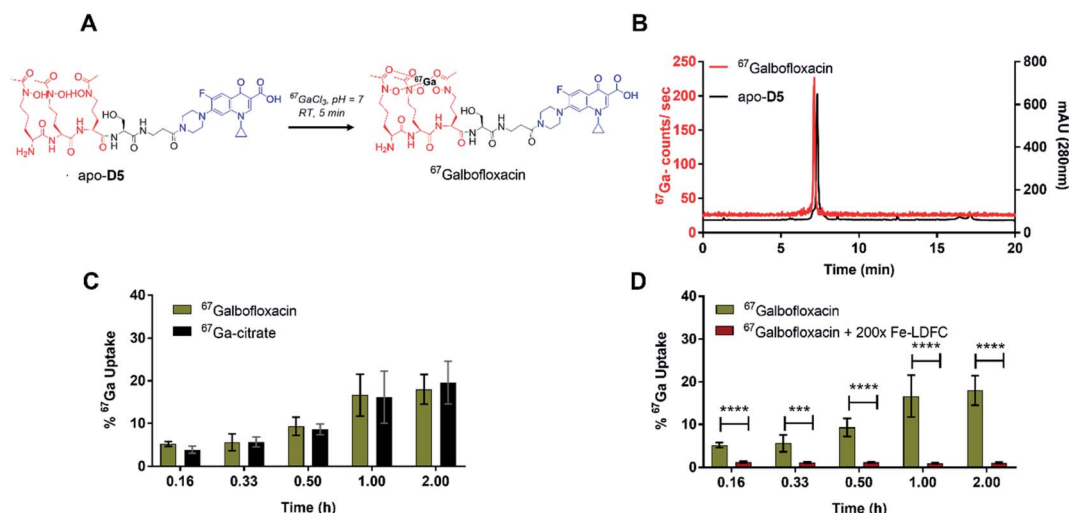 A
⁶⁷GaCl₃, pH = 7
RT, 5 min
⁶⁷Ga
HO
H₂N
O
N
H
F
OH
apo-D5
⁶⁷Galbofloxacin
B
⁶⁷Galbofloxacin
apo-D5
⁶⁷Ga- counts/ sec
250
200
150
100
50
0
mAU (280nm)
800
600
400
200
0
0 5 10 15 20
Time (min)
C
⁶⁷Galbofloxacin
⁶⁷Ga-citrate
% ⁶⁷Ga Uptake
40
30
20
10
0
0.16 0.33 0.50 1.00 2.00
Time (h)
D
⁶⁷Galbofloxacin
⁶⁷Galbofloxacin + 200x Fe-LDFC
% ⁶⁷Ga Uptake
40
30
20
10
0
**** *** **** **** ****
0.16 0.33 0.50 1.00 2.00
Time (h)